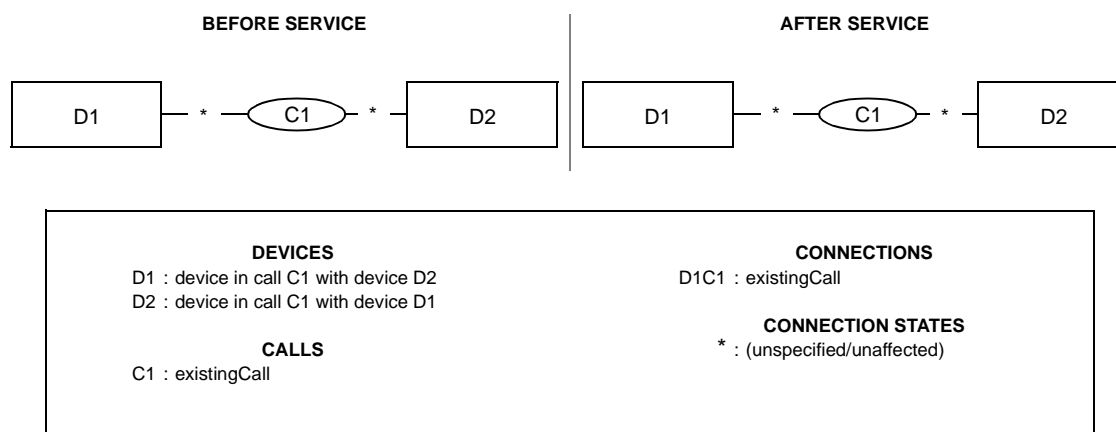 BEFORE SERVICE
AFTER SERVICE
D1 * C1 * D2
D1 * C1 * D2
DEVICES
D1 : device in call C1 with device D2
D2 : device in call C1 with device D1
CALLS
C1 : existingCall
CONNECTIONS
D1C1 : existingCall
CONNECTION STATES
* : (unspecified/unaffected)